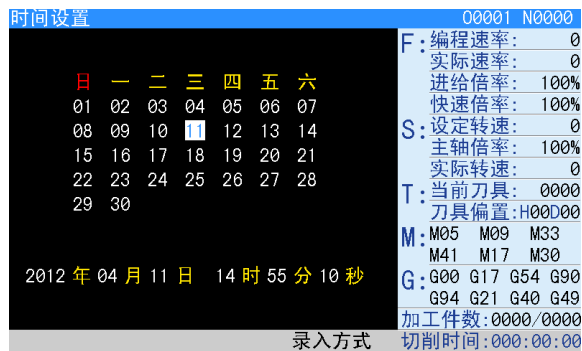 时间设置 O0001 N0000
日 一 二 三 四 五 六
01 02 03 04 05 06 07
08 09 10 11 12 13 14
15 16 17 18 19 20 21
22 23 24 25 26 27 28
29 30
2012 年 04 月 11 日 14 时 55 分 10 秒
录入方式
F:编程速率: 0
实际速率: 0
进给倍率: 100%
快速倍率: 100%
S:设定转速: 0
主轴倍率: 100%
实际转速: 0
T:当前刀具: 0000
刀具偏置:H00D00
M:M05 M09 M33
M41 M17 M30
G:G00 G17 G54 G90
G94 G21 G40 G49
加工件数:0000/0000
切削时间:000:00:00